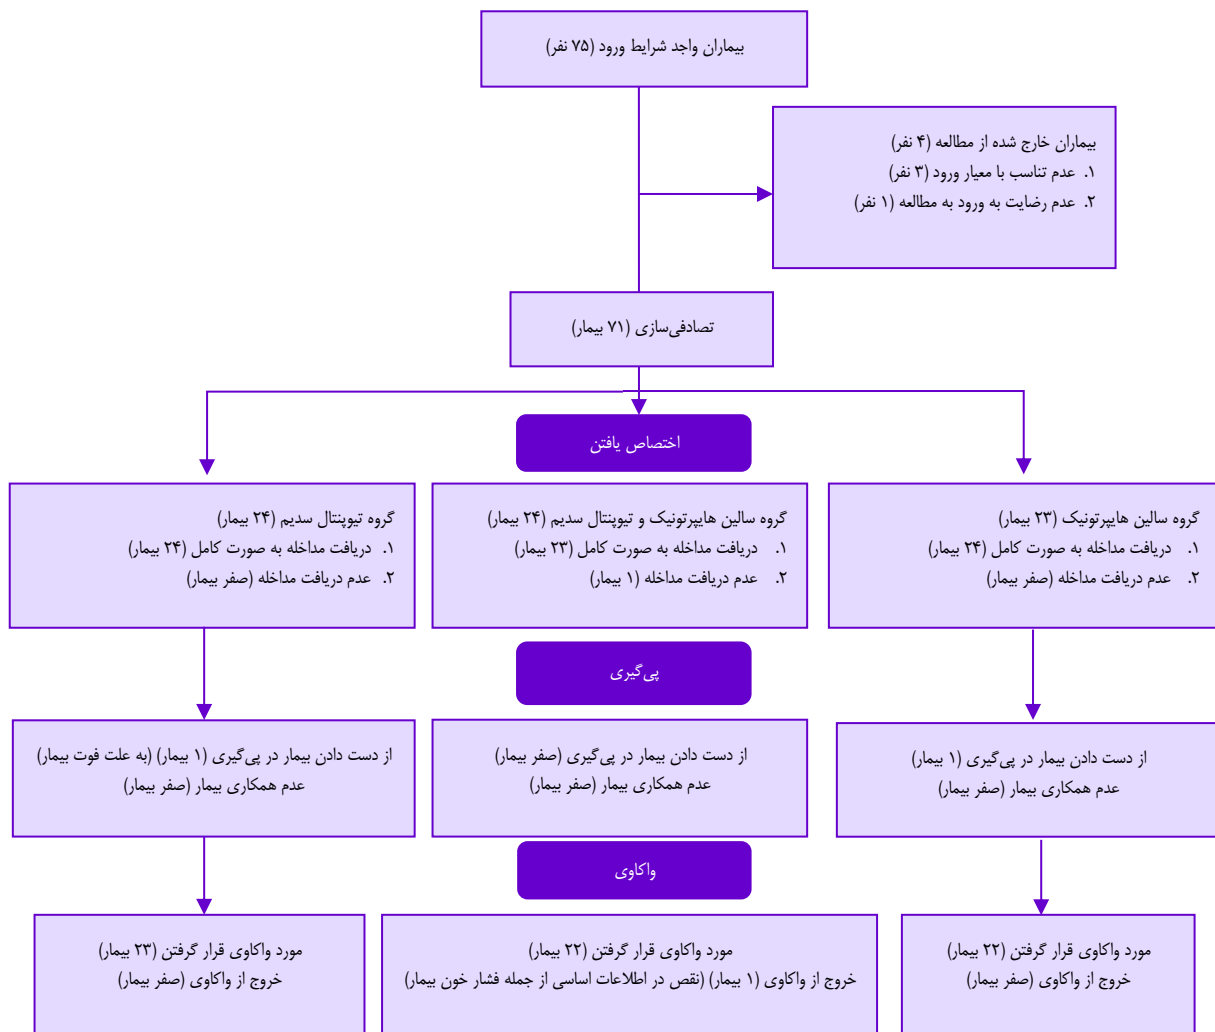 بیماران واجد شرایط ورود (۷۵ نفر)
بیماران خارج شده از مطالعه (۴ نفر)
۱. عدم تناسب با معیار ورود (۳ نفر)
۲. عدم رضایت به ورود به مطالعه (۱ نفر)
تصادفی‌سازی (۷۱ بیمار)
اختصاص یافتن
گروه سالین هایپرتونیک (۲۳ بیمار)
۱. دریافت مداخله به صورت کامل (۲۴ بیمار)
۲. عدم دریافت مداخله (صفر بیمار)
گروه سالین هایپرتونیک و تیوپنتال سدیم (۲۴ بیمار)
۱. دریافت مداخله به صورت کامل (۲۳ بیمار)
۲. عدم دریافت مداخله (۱ بیمار)
گروه تیوپنتال سدیم (۲۴ بیمار)
۱. دریافت مداخله به صورت کامل (۲۴ بیمار)
۲. عدم دریافت مداخله (صفر بیمار)
پی‌گیری
از دست دادن بیمار در پی‌گیری (۱ بیمار)
عدم همکاری بیمار (صفر بیمار)
از دست دادن بیمار در پی‌گیری (صفر بیمار)
عدم همکاری بیمار (صفر بیمار)
از دست دادن بیمار در پی‌گیری (۱ بیمار) (به علت فوت بیمار)
عدم همکاری بیمار (صفر بیمار)
واکاوی
مورد واکاوی قرار گرفتن (۲۲ بیمار)
خروج از واکاوی (صفر بیمار)
مورد واکاوی قرار گرفتن (۲۲ بیمار)
خروج از واکاوی (۱ بیمار) (نقص در اطلاعات اساسی از جمله فشار خون بیمار)
مورد واکاوی قرار گرفتن (۲۳ بیمار)
خروج از واکاوی (صفر بیمار)